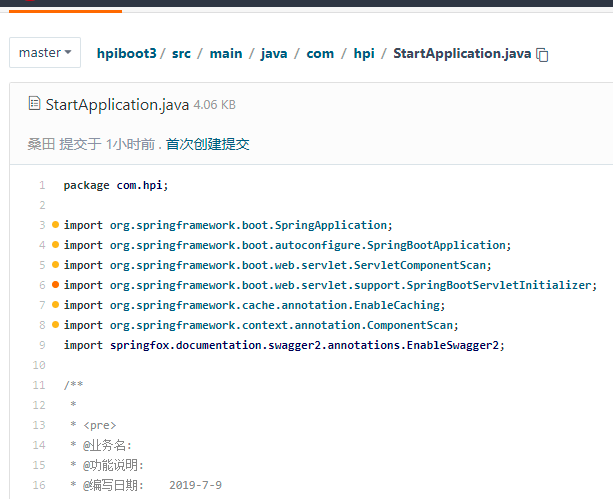 master
hpiboot3 / src / main / java / com / hpi / StartApplication.java
StartApplication.java 4.06 KB
桑田 提交于 1小时前 . 首次创建提交
1 package com.hpi;
2
3 import org.springframework.boot.SpringApplication;
4 import org.springframework.boot.autoconfigure.SpringBootApplication;
5 import org.springframework.boot.web.servlet.ServletComponentScan;
6 import org.springframework.boot.web.servlet.support.SpringBootServletInitializer;
7 import org.springframework.cache.annotation.EnableCaching;
8 import org.springframework.context.annotation.ComponentScan;
9 import springfox.documentation.swagger2.annotations.EnableSwagger2;
10
11 /**
12 *
13 * <pre>
14 * @业务名:
15 * @功能说明:
16 * @编写日期: 2019-7-9